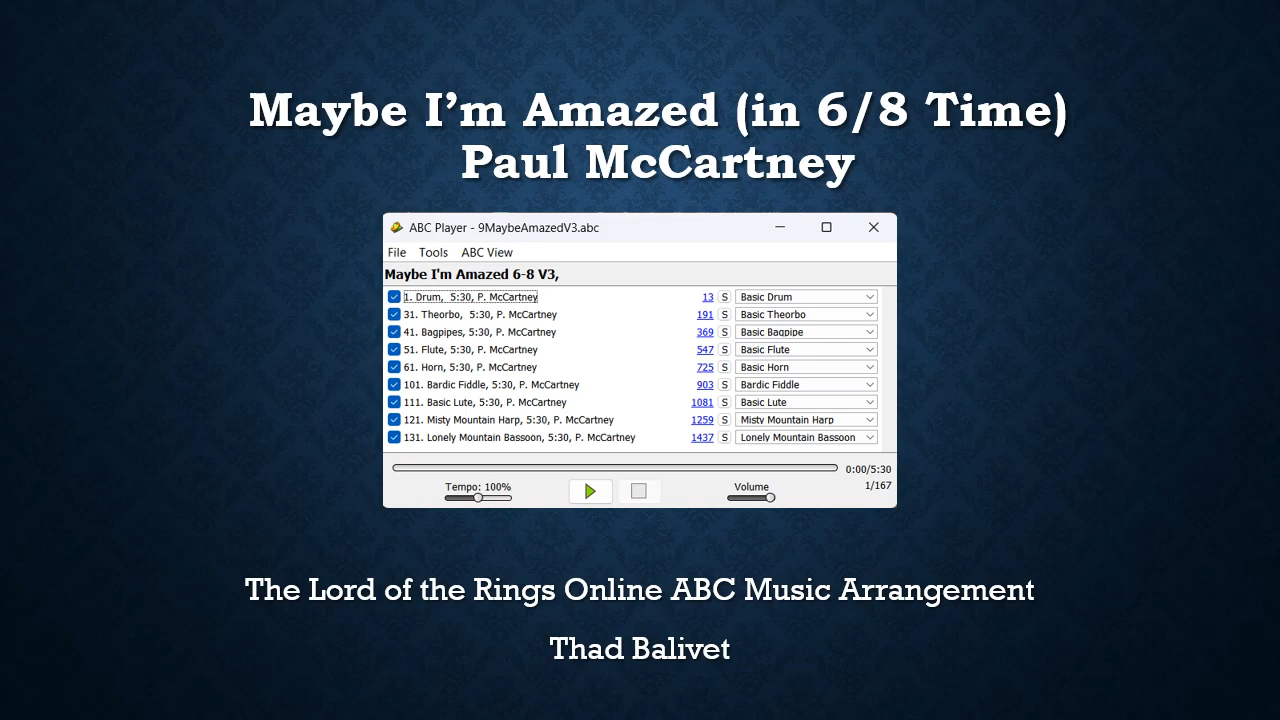 Maybe I’m Amazed (in 6/8 Time)
Paul McCartney
ABC Player - 9MaybeAmazedV3.abc
File Tools ABC View
Maybe I'm Amazed 6-8 V3,
1. Drum, 5:30, P. McCartney 13 S Basic Drum
31. Theorbo, 5:30, P. McCartney 191 S Basic Theorbo
41. Bagpipes, 5:30, P. McCartney 369 S Basic Bagpipe
51. Flute, 5:30, P. McCartney 547 S Basic Flute
61. Horn, 5:30, P. McCartney 725 S Basic Horn
101. Bardic Fiddle, 5:30, P. McCartney 903 S Bardic Fiddle
111. Basic Lute, 5:30, P. McCartney 1081 S Basic Lute
121. Misty Mountain Harp, 5:30, P. McCartney 1259 S Misty Mountain Harp
131. Lonely Mountain Bassoon, 5:30, P. McCartney 1437 S Lonely Mountain Bassoon
0:00/5:30
Tempo: 100% Volume 1/167
The Lord of the Rings Online ABC Music Arrangement
Thad Balivet